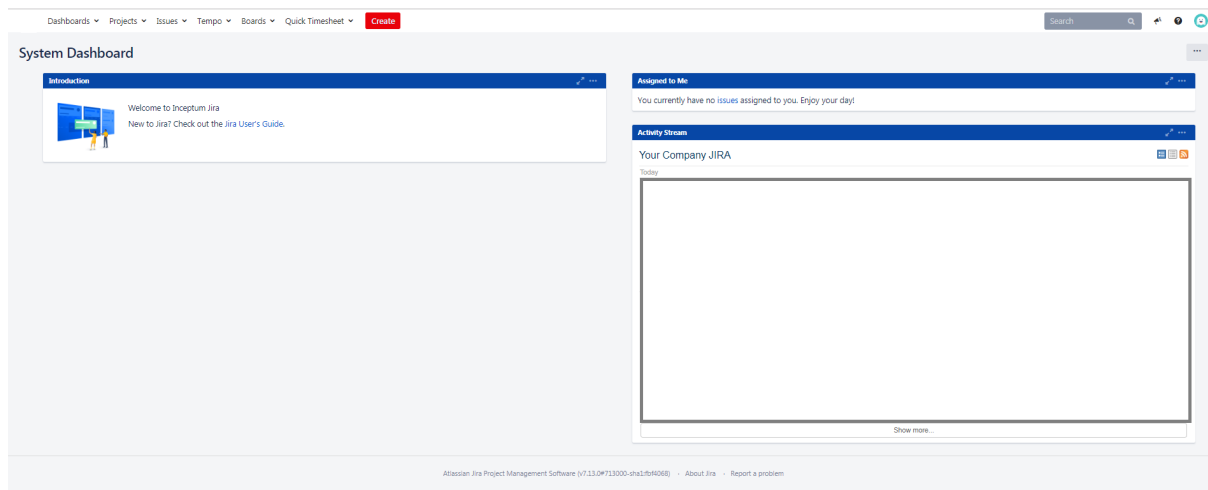 Dashboards Projects Issues Tempo Boards Quick Timesheet Create Search
System Dashboard
Introduction
Welcome to Inceptum Jira
New to Jira? Check out the Jira User's Guide.
Assigned to Me
You currently have no issues assigned to you. Enjoy your day!
Activity Stream
Your Company JIRA
Today
Show more...
Atlassian Jira Project Management Software (v7.13.0#713000-sha1:fbf4068) · About Jira · Report a problem